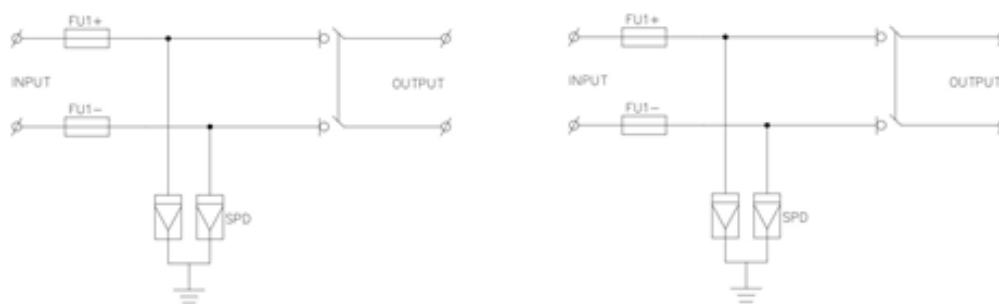 FU1+
INPUT
OUTPUT
FU1-
SPD
FU1+
INPUT
OUTPUT
FU1-
SPD